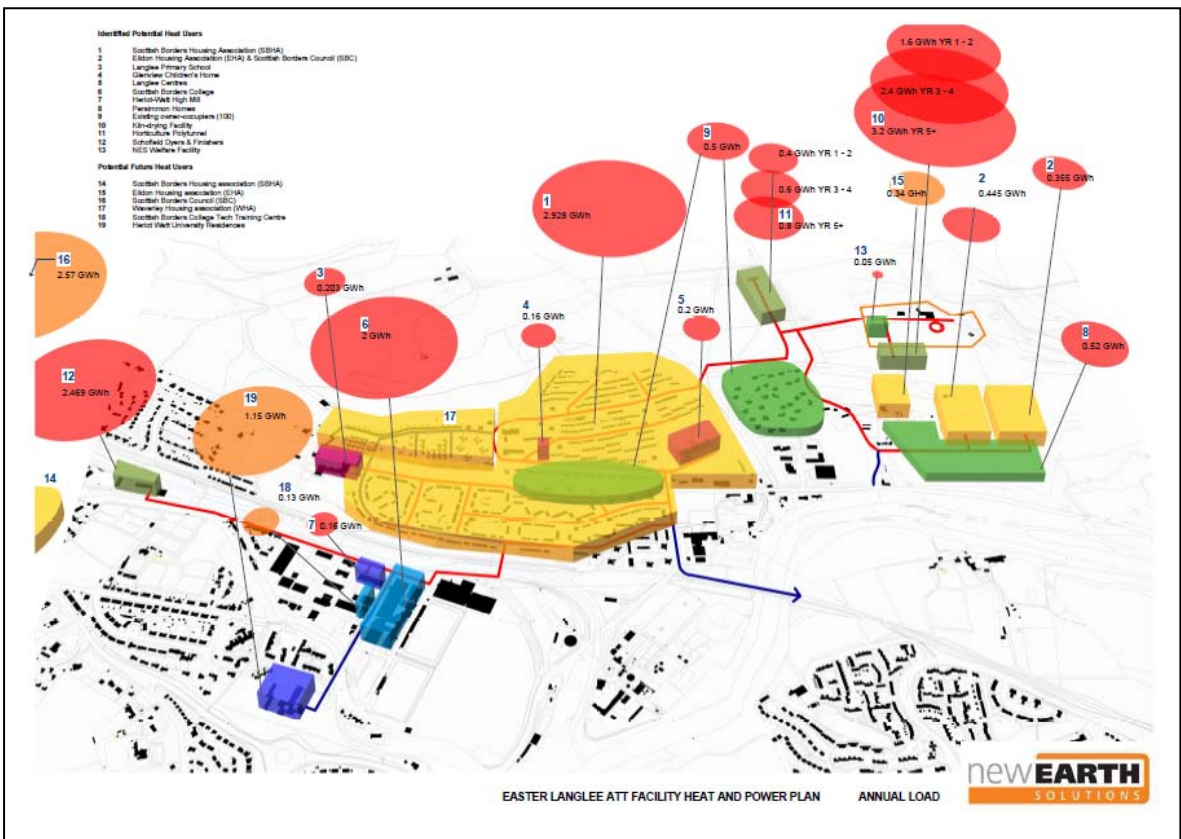 Identified Potential Heat Users
1 Scottish Borders Housing Association (SBHA)
2 Eildon Housing Association (EHA) & Scottish Borders Council (SBC)
3 Langlee Primary School
4 Glenview Children's Home
5 Langlee Centres
6 Scottish Borders College
7 Heriot-Watt High Mill
8 Persimmon Homes
9 Existing owner-occupiers (100)
10 Kiln-drying Facility
11 Horticulture Polytunnel
12 Schofield Dyers & Finishers
13 NES Welfare Facility
Potential Future Heat Users
14 Scottish Borders Housing association (SBHA)
15 Eildon Housing association (EHA)
16 Scottish Borders Council (SBC)
17 Waverley Housing association (WHA)
18 Scottish Borders College Tech Training Centre
19 Heriot Watt University Residences
1.6 GWh YR 1 - 2
2.4 GWh YR 3 - 4
10
3.2 GWh YR 5+
9
0.5 GWh
0.4 GWh YR 1 - 2
0.6 GWh YR 3 - 4
11
0.8 GWh YR 5+
15
0.34 GHh
2
0.445 GWh
2
0.355 GWh
1
2.928 GWh
16
2.57 GWh
3
0.203 GWh
13
0.05 GWh
6
2 GWh
4
0.16 GWh
5
0.2 GWh
8
0.52 GWh
12
2.469 GWh
19
1.15 GWh
17
14
18
0.13 GWh
7 0.16 GWh
EASTER LANGLEE ATT FACILITY HEAT AND POWER PLAN ANNUAL LOAD
newEARTH
SOLUTIONS